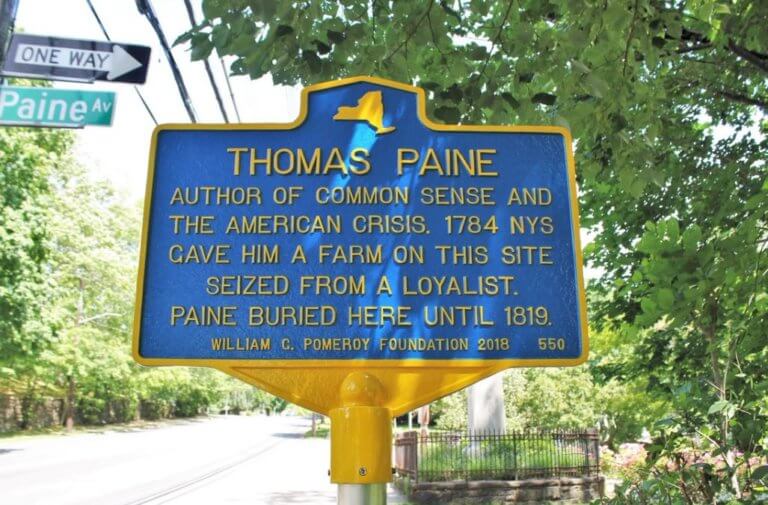 ONE WAY
Paine Av
THOMAS PAINE
AUTHOR OF COMMON SENSE AND
THE AMERICAN CRISIS. 1784 NYS
GAVE HIM A FARM ON THIS SITE
SEIZED FROM A LOYALIST.
PAINE BURIED HERE UNTIL 1819.
WILLIAM G. POMEROY FOUNDATION 2018 550